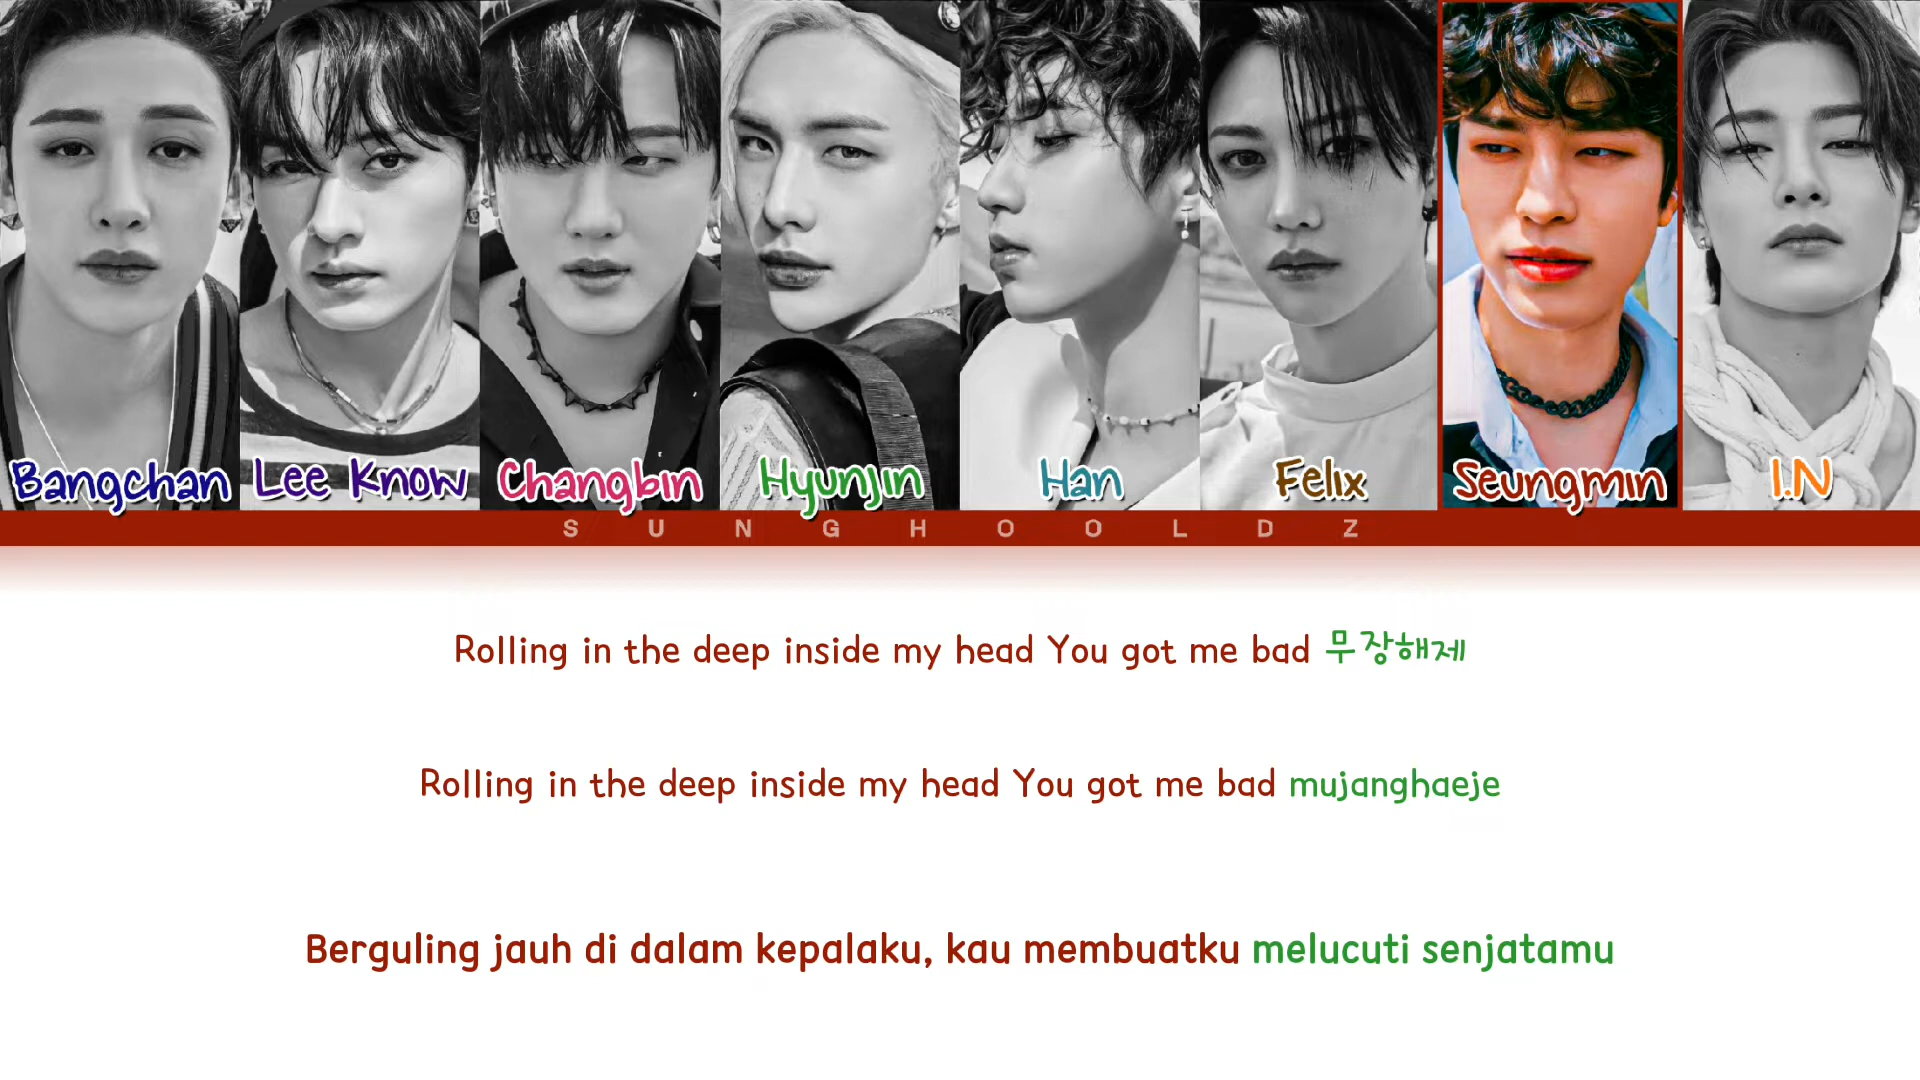 Bangchan Lee Know Changbin Hyunjin Han Felix Seungmin I.N
SUNGHOOLDZ
Rolling in the deep inside my head You got me bad 무장해제
Rolling in the deep inside my head You got me bad mujanghaeje
Berguling jauh di dalam kepalaku, kau membuatku melucuti senjatamu